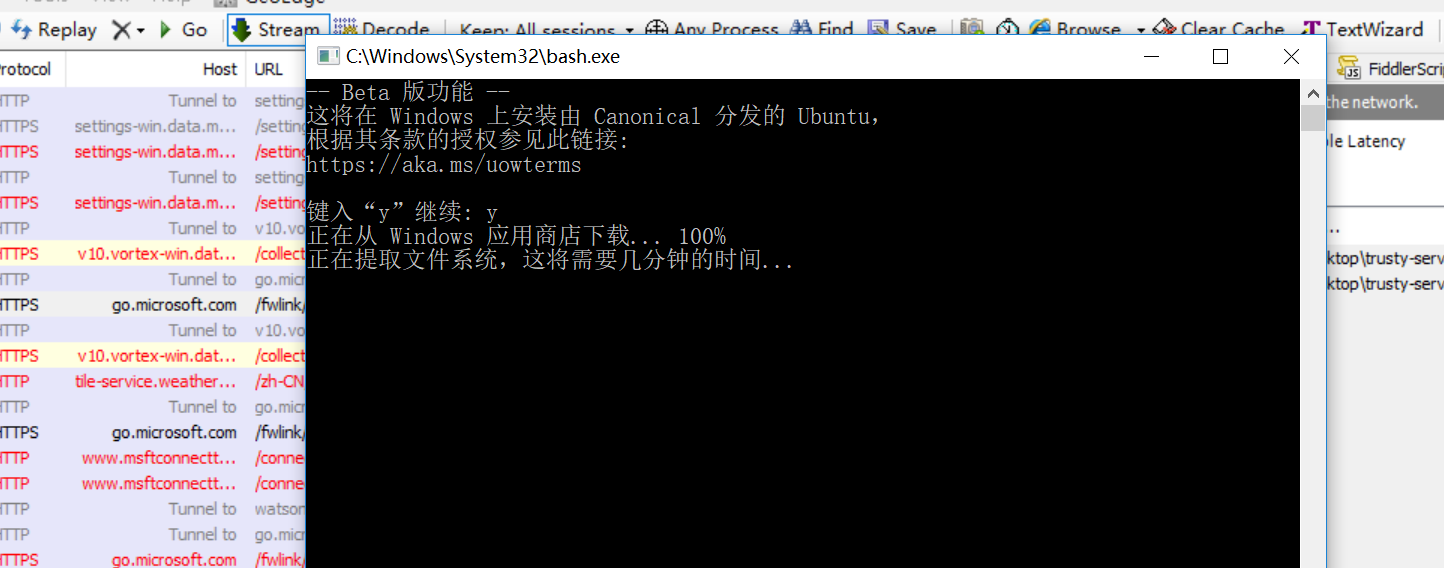 GeoEdge
Replay Go Stream Decode Keep: All sessions Any Process Find Save Browse Clear Cache TextWizard
Host URL
FiddlerScri
C:\Windows\System32\bash.exe
-- Beta 版功能 --
这将在 Windows 上安装由 Canonical 分发的 Ubuntu，
根据其条款的授权参见此链接:
https://aka.ms/uowterms
键入“y”继续: y
正在从 Windows 应用商店下载... 100%
正在提取文件系统，这将需要几分钟的时间...
HTTP Tunnel to setting
HTTPS settings-win.data.m... /setting
HTTPS settings-win.data.m... /setting
HTTP Tunnel to setting
HTTPS settings-win.data.m... /setting
HTTP Tunnel to v10.vo
HTTPS v10.vortex-win.dat... /collect
HTTP Tunnel to go.micr
HTTPS go.microsoft.com /fwlink/
HTTP Tunnel to v10.vo
HTTPS v10.vortex-win.dat... /collect
HTTP tile-service.weather... /zh-CN
HTTP Tunnel to go.micr
HTTPS go.microsoft.com /fwlink/
HTTP www.msftconnectt... /conne
HTTP www.msftconnectt... /conne
HTTP Tunnel to watson
HTTP Tunnel to go.micr
HTTPS go.microsoft.com /fwlink/
the network.
ple Latency
ktop\trusty-serv
ktop\trusty-serv